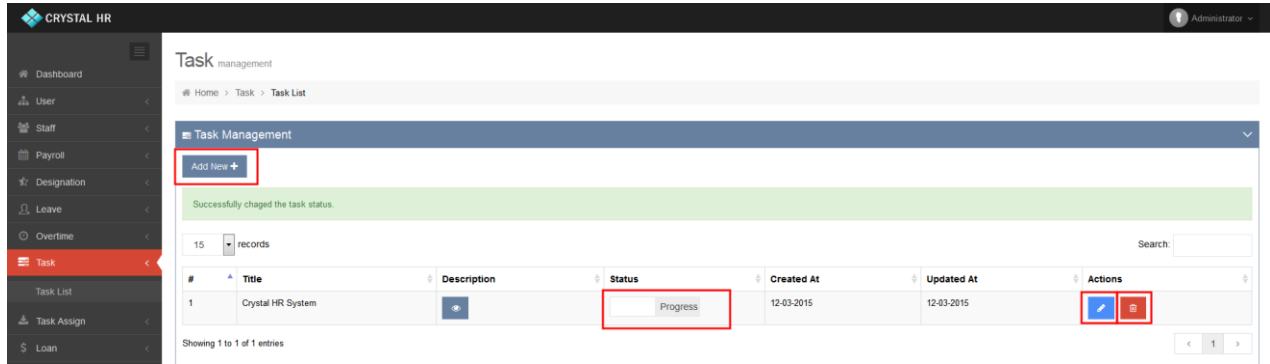 CRYSTAL HR
Administrator
Dashboard
User
Staff
Payroll
Designation
Leave
Overtime
Task
Task List
Task Assign
$ Loan
Task management
Home > Task > Task List
Task Management
Add New +
Successfully chaged the task status.
15 records
Search:
# Title Description Status Created At Updated At Actions
1 Crystal HR System Progress 12-03-2015 12-03-2015
Showing 1 to 1 of 1 entries
< 1 >